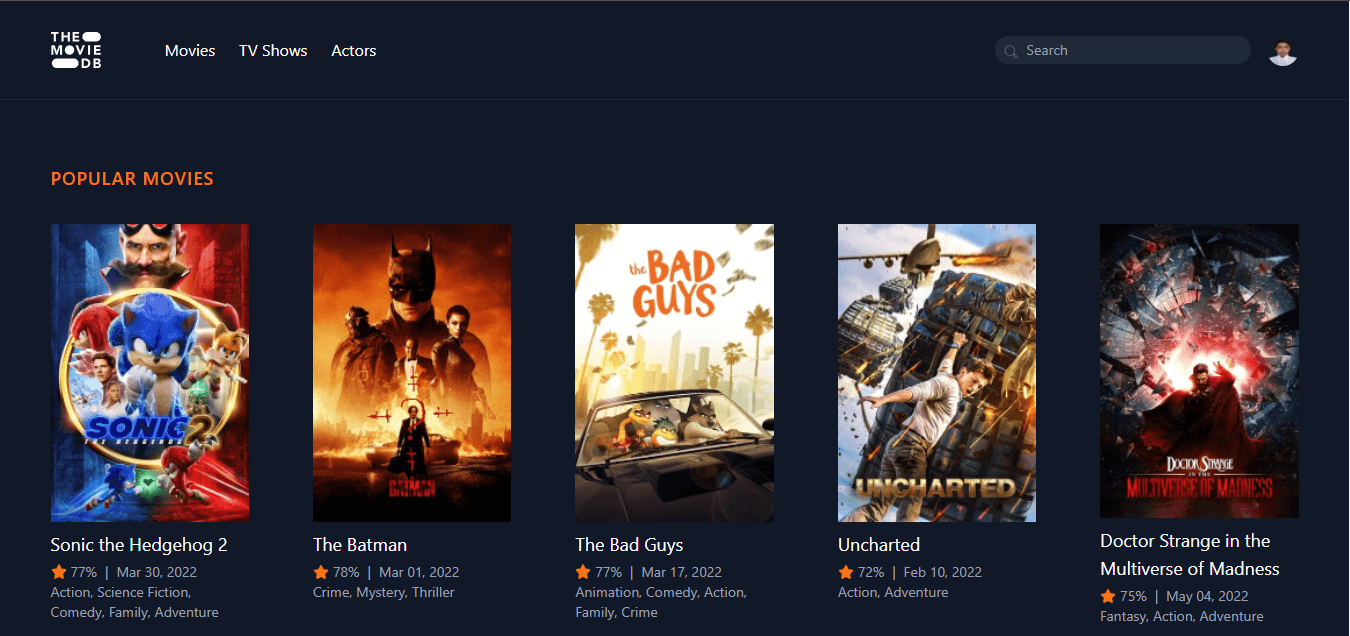 THE
MOVIE
DB
Movies
TV Shows
Actors
Search
POPULAR MOVIES
SONIC 2
THE HEDGEHOG
THE
BATMAN
the BAD
GUYS
UNCHARTED
DOCTOR STRANGE
IN THE
MULTIVERSE OF MADNESS
Sonic the Hedgehog 2
77% | Mar 30, 2022
Action, Science Fiction,
Comedy, Family, Adventure
The Batman
78% | Mar 01, 2022
Crime, Mystery, Thriller
The Bad Guys
77% | Mar 17, 2022
Animation, Comedy, Action,
Family, Crime
Uncharted
72% | Feb 10, 2022
Action, Adventure
Doctor Strange in the
Multiverse of Madness
75% | May 04, 2022
Fantasy, Action, Adventure